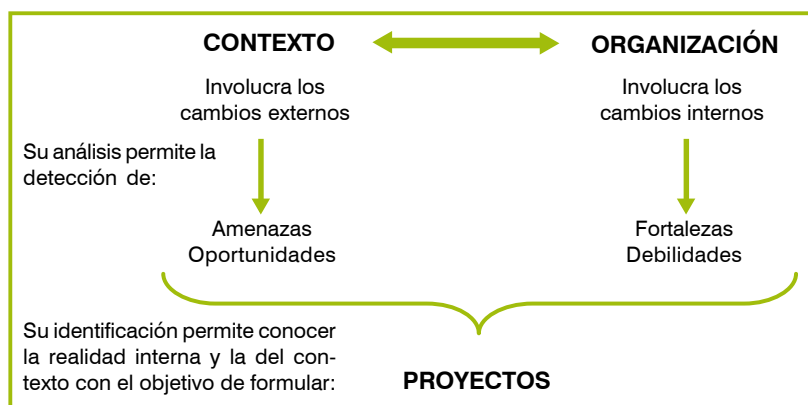 CONTEXTO
ORGANIZACIÓN
Involucra los
cambios externos
Involucra los
cambios internos
Su análisis permite la
detección de:
Amenazas
Oportunidades
Fortalezas
Debilidades
Su identificación permite conocer
la realidad interna y la del con-
texto con el objetivo de formular:
PROYECTOS